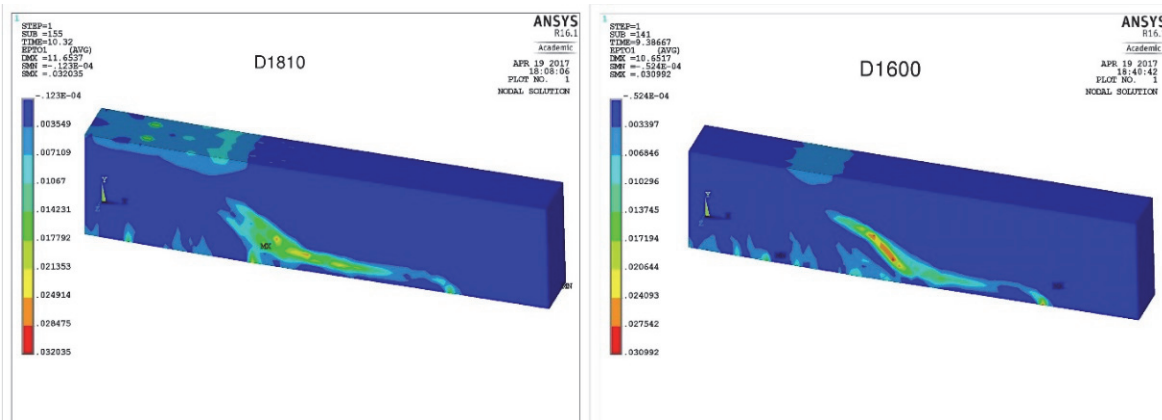 1
STEP=1
SUB =155
TIME=10.32
EPTO1 (AVG)
DMX =11.6537
SMN =-.123E-04
SMX =.032035
D1810
ANSYS
R16.1
Academic
APR 19 2017
18:08:06
PLOT NO. 1
NODAL SOLUTION
-.123E-04
.003549
.007109
.01067
.014231
.017792
.021353
.024914
.028475
.032035
Y
MX
MN
1
STEP=1
SUB =141
TIME=9.38667
EPTO1 (AVG)
DMX =10.6517
SMN =-.524E-04
SMX =.030992
D1600
ANSYS
R16.
Academic
APR 19 2017
18:40:42
PLOT NO. 1
NODAL SOLUTION
-.524E-04
.003397
.006846
.010296
.013745
.017194
.020644
.024093
.027542
.030992
Y